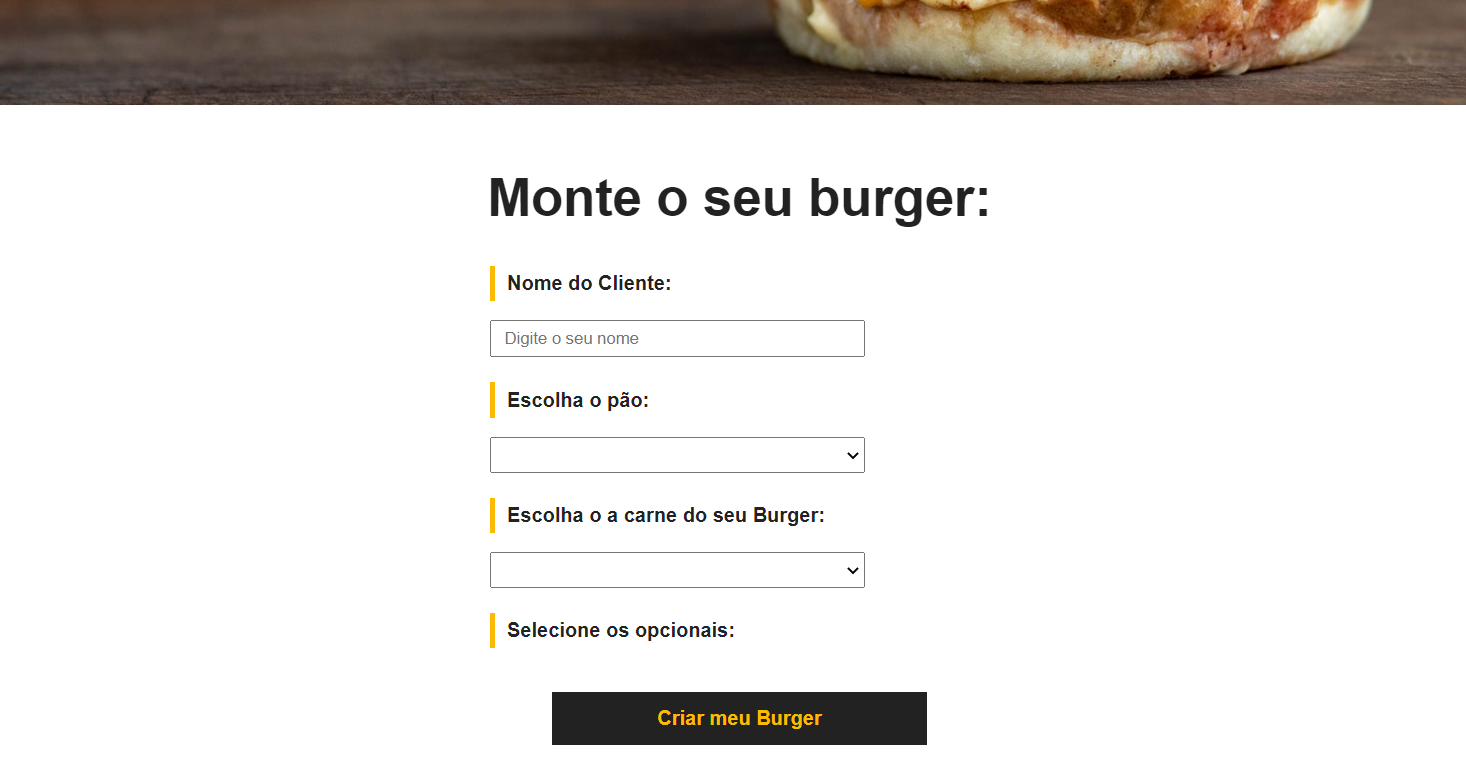 Monte o seu burger:
Nome do Cliente:
Digite o seu nome
Escolha o pão:
Escolha o a carne do seu Burger:
Selecione os opcionais:
Criar meu Burger